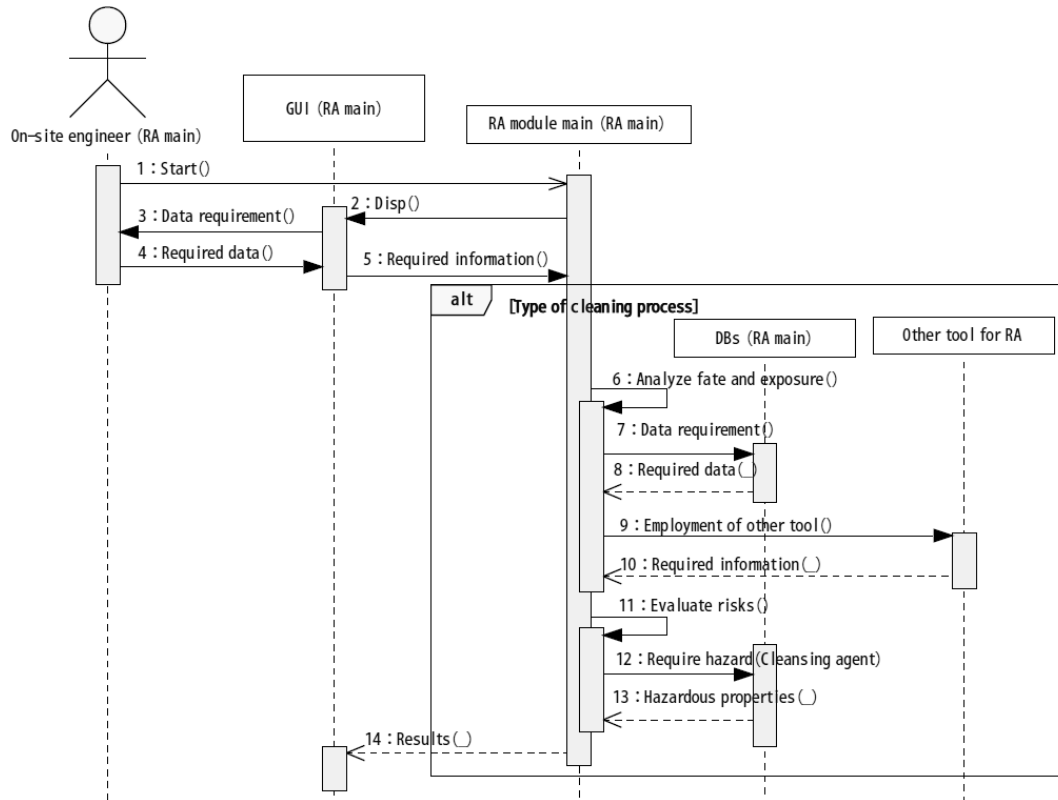 GUI (RA main)
RA module main (RA main)
On-site engineer (RA main)
1：Start()
2：Disp()
3：Data requirement()
4：Required data()
5：Required information()
alt
[Type of cleaning process]
DBs (RA main)
Other tool for RA
6：Analyze fate and exposure()
7：Data requirement()
8：Required data(_)
9：Employment of other tool()
10：Required information(_)
11：Evaluate risks()
12：Require hazard(Cleansing agent)
13：Hazardous properties(_)
14：Results(_)